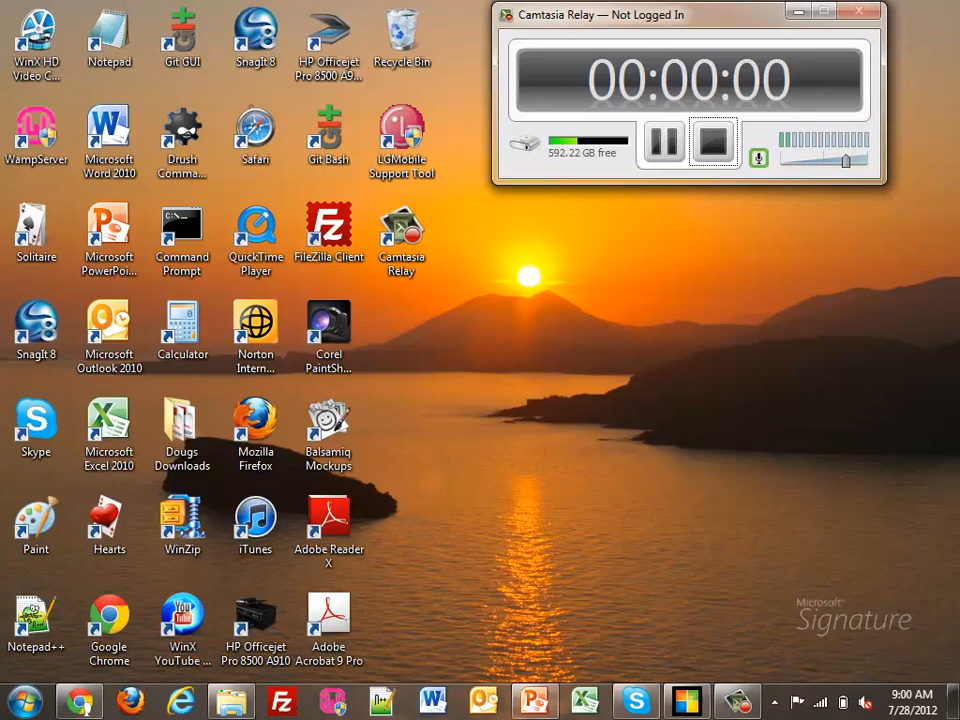 Camtasia Relay — Not Logged In
00:00:00
592.22 GB free
WinX HD
Video C...
Notepad
Git GUI
SnagIt 8
HP Officejet
Pro 8500 A9...
Recycle Bin
WampServer
Microsoft
Word 2010
Drush
Comma...
Safari
Git Bash
LGMobile
Support Tool
Solitaire
Microsoft
PowerPoi...
C:\_
Command
Prompt
QuickTime
Player
FileZilla Client
Camtasia
Relay
SnagIt 8
Microsoft
Outlook 2010
Calculator
Norton
Intern...
Corel
PaintSh...
Skype
Microsoft
Excel 2010
Dougs
Downloads
Mozilla
Firefox
Balsamiq
Mockups
Paint
Hearts
WinZip
iTunes
Adobe Reader
X
Notepad++
Google
Chrome
You
Tube
WinX
YouTube ...
HP Officejet
Pro 8500 A910
Adobe
Acrobat 9 Pro
Microsoft
Signature
9:00 AM
7/28/2012